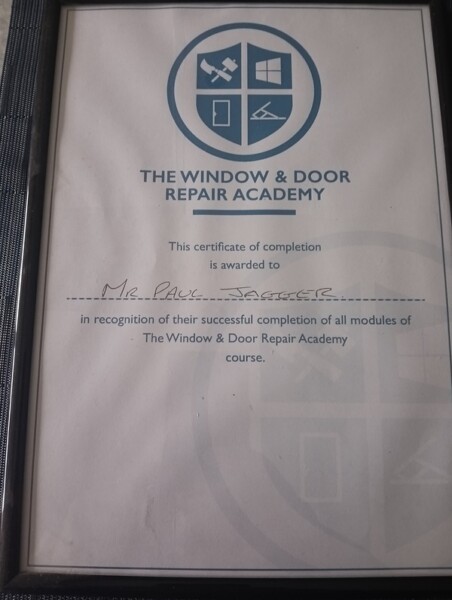 THE WINDOW & DOOR
REPAIR ACADEMY
This certificate of completion
is awarded to
MR PAUL JAGGER
in recognition of their successful completion of all modules of
The Window & Door Repair Academy
course.